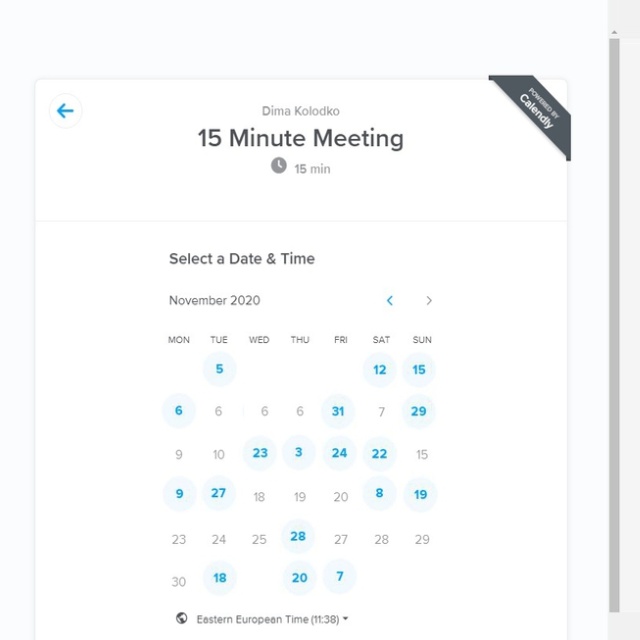 POWERED BY
Calendly
Dima Kolodko
15 Minute Meeting
15 min
Select a Date & Time
November 2020
MON TUE WED THU FRI SAT SUN
5 12 15
6 6 6 6 31 7 29
9 10 23 3 24 22 15
9 27 18 19 20 8 19
23 24 25 28 27 28 29
30 18 20 7
Eastern European Time (11:38)